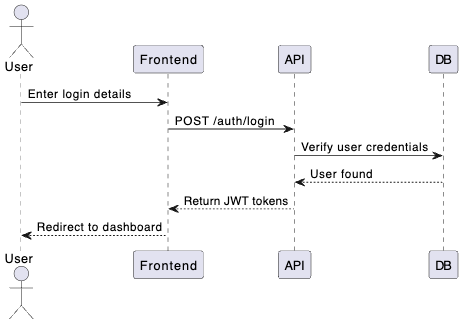 User
Frontend
API
DB
Enter login details
POST /auth/login
Verify user credentials
User found
Return JWT tokens
Redirect to dashboard
User
Frontend
API
DB